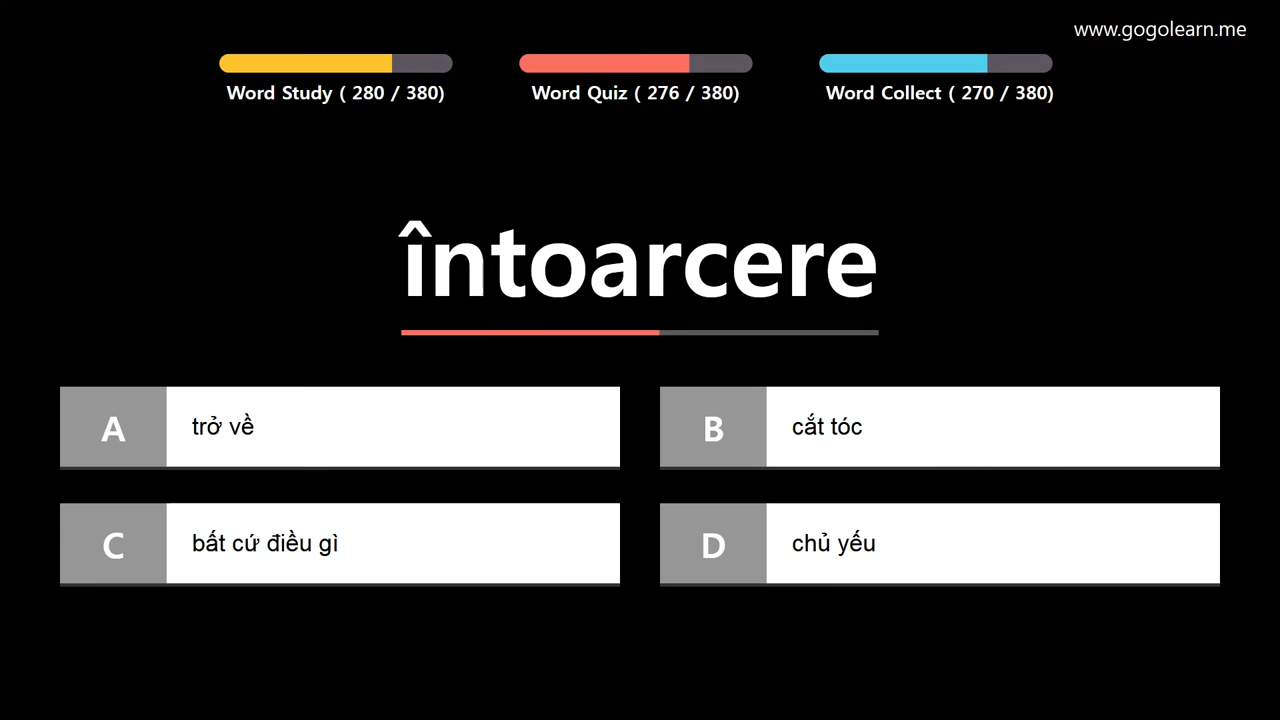 www.gogolearn.me
Word Study ( 280 / 380)
Word Quiz ( 276 / 380)
Word Collect ( 270 / 380)
întoarcere
A trở về
B cắt tóc
C bất cứ điều gì
D chủ yếu